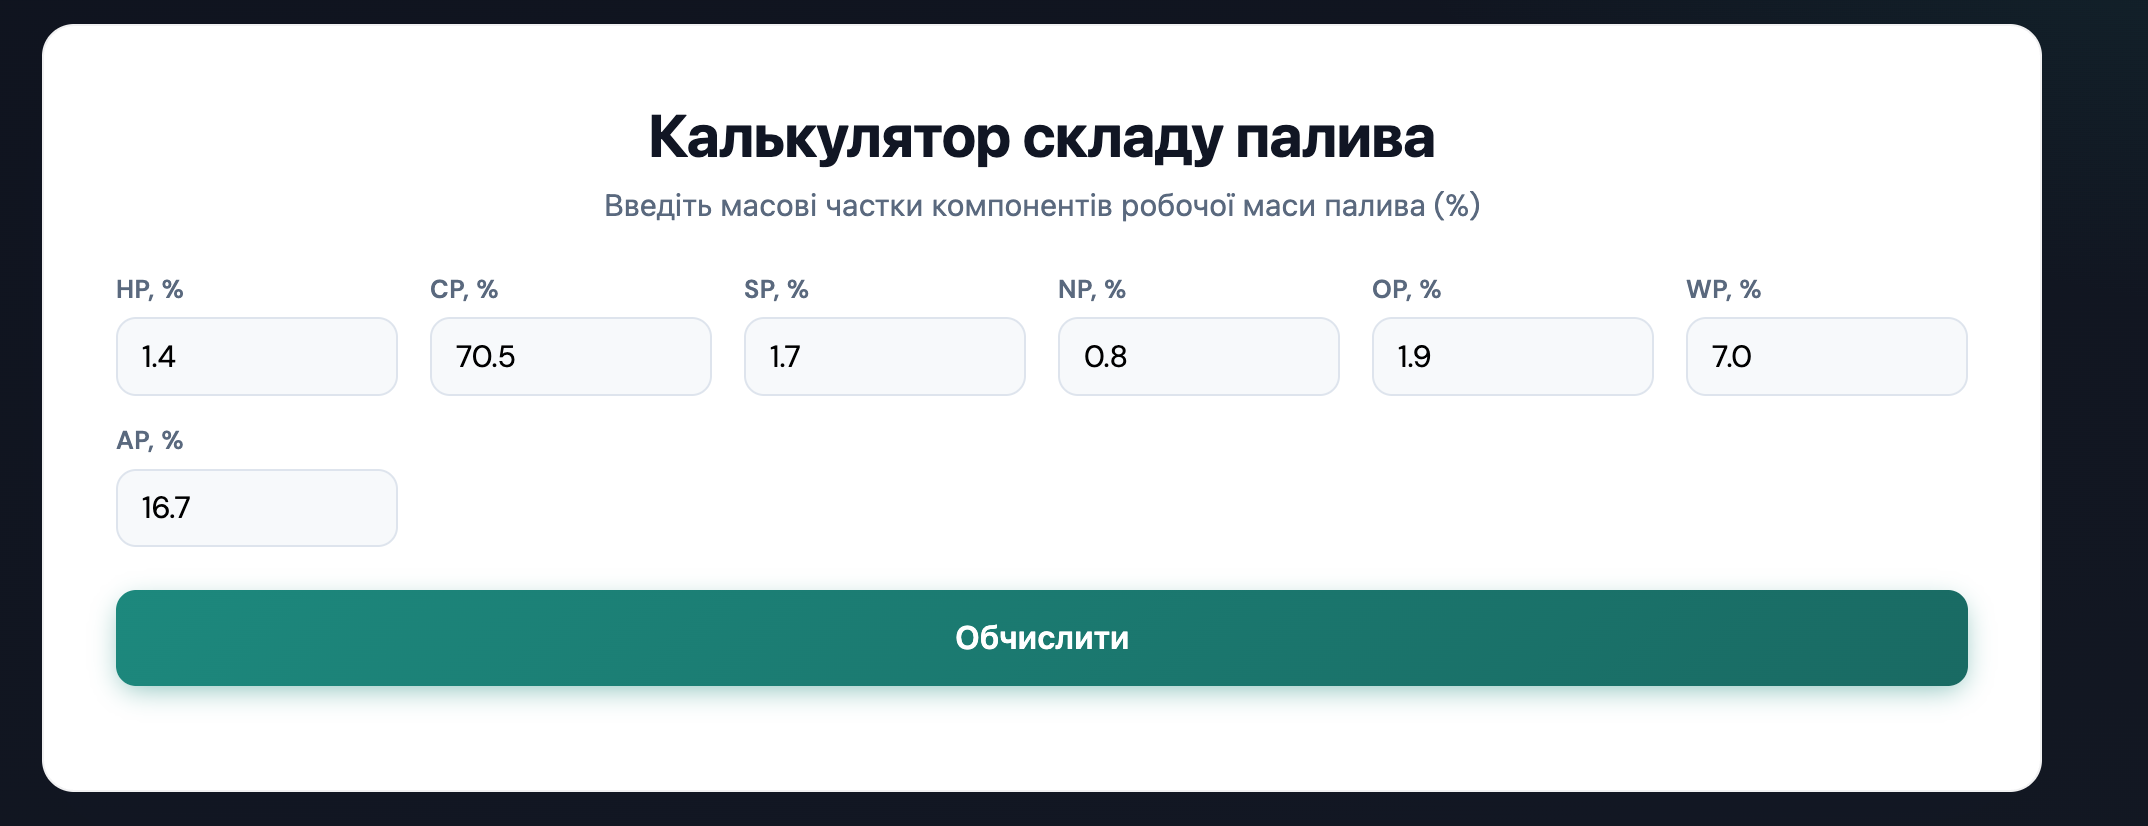 Калькулятор складу палива
Введіть масові частки компонентів робочої маси палива (%)
HP, % CP, % SP, % NP, % OP, % WP, %
1.4 70.5 1.7 0.8 1.9 7.0
AP, %
16.7
Обчислити